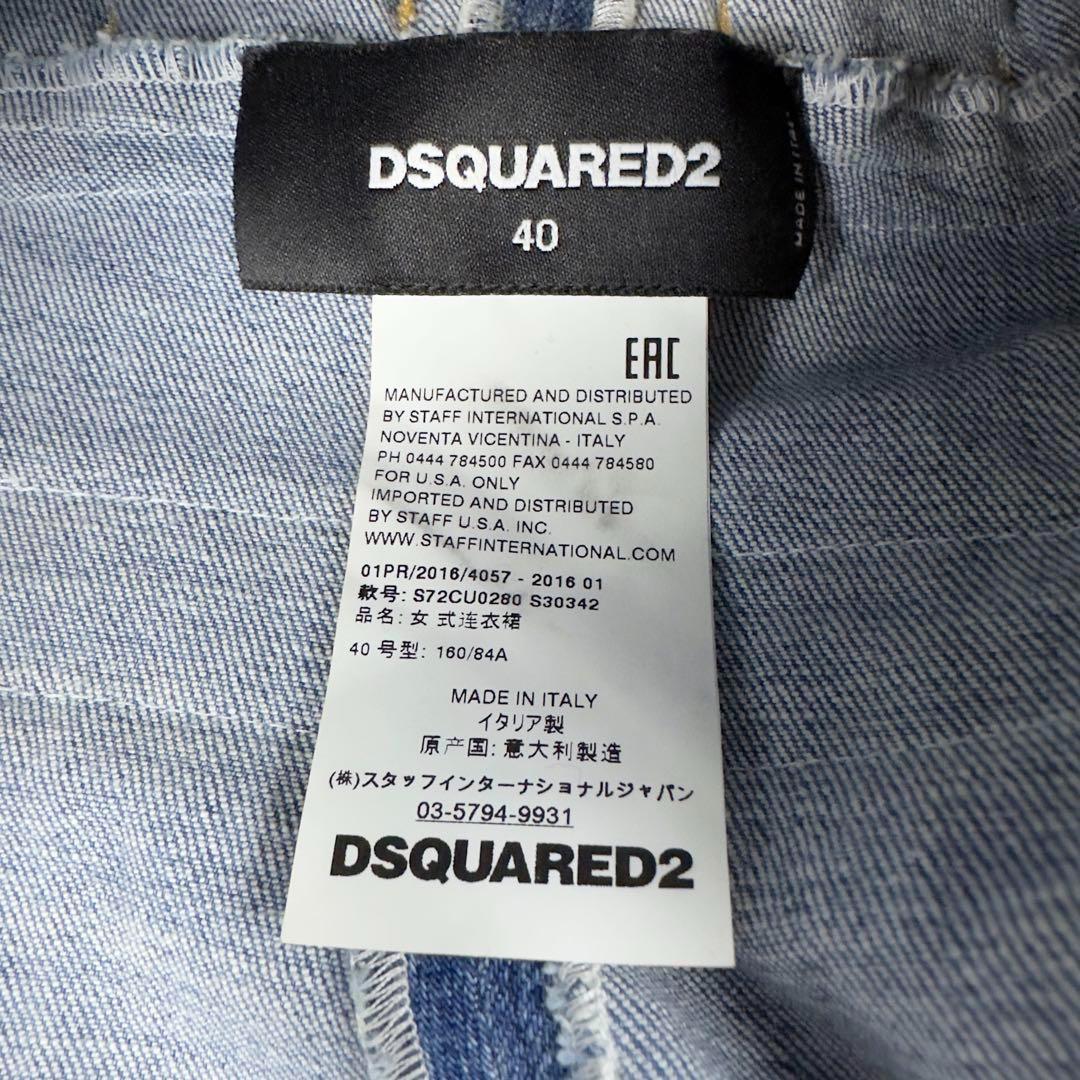 DSQUARED2
40
MADE IN ITALY
EAC
MANUFACTURED AND DISTRIBUTED
BY STAFF INTERNATIONAL S.P.A.
NOVENTA VICENTINA - ITALY
PH 0444 784500 FAX 0444 784580
FOR U.S.A. ONLY
IMPORTED AND DISTRIBUTED
BY STAFF U.S.A. INC.
WWW.STAFFINTERNATIONAL.COM
01PR/2016/4057 - 2016 01
款号: S72CU0280 S30342
品名: 女 式连衣裙
40 号型: 160/84A
MADE IN ITALY
イタリア製
原产国: 意大利製造
(株)スタッフインターナショナルジャパン
03-5794-9931
DSQUARED2